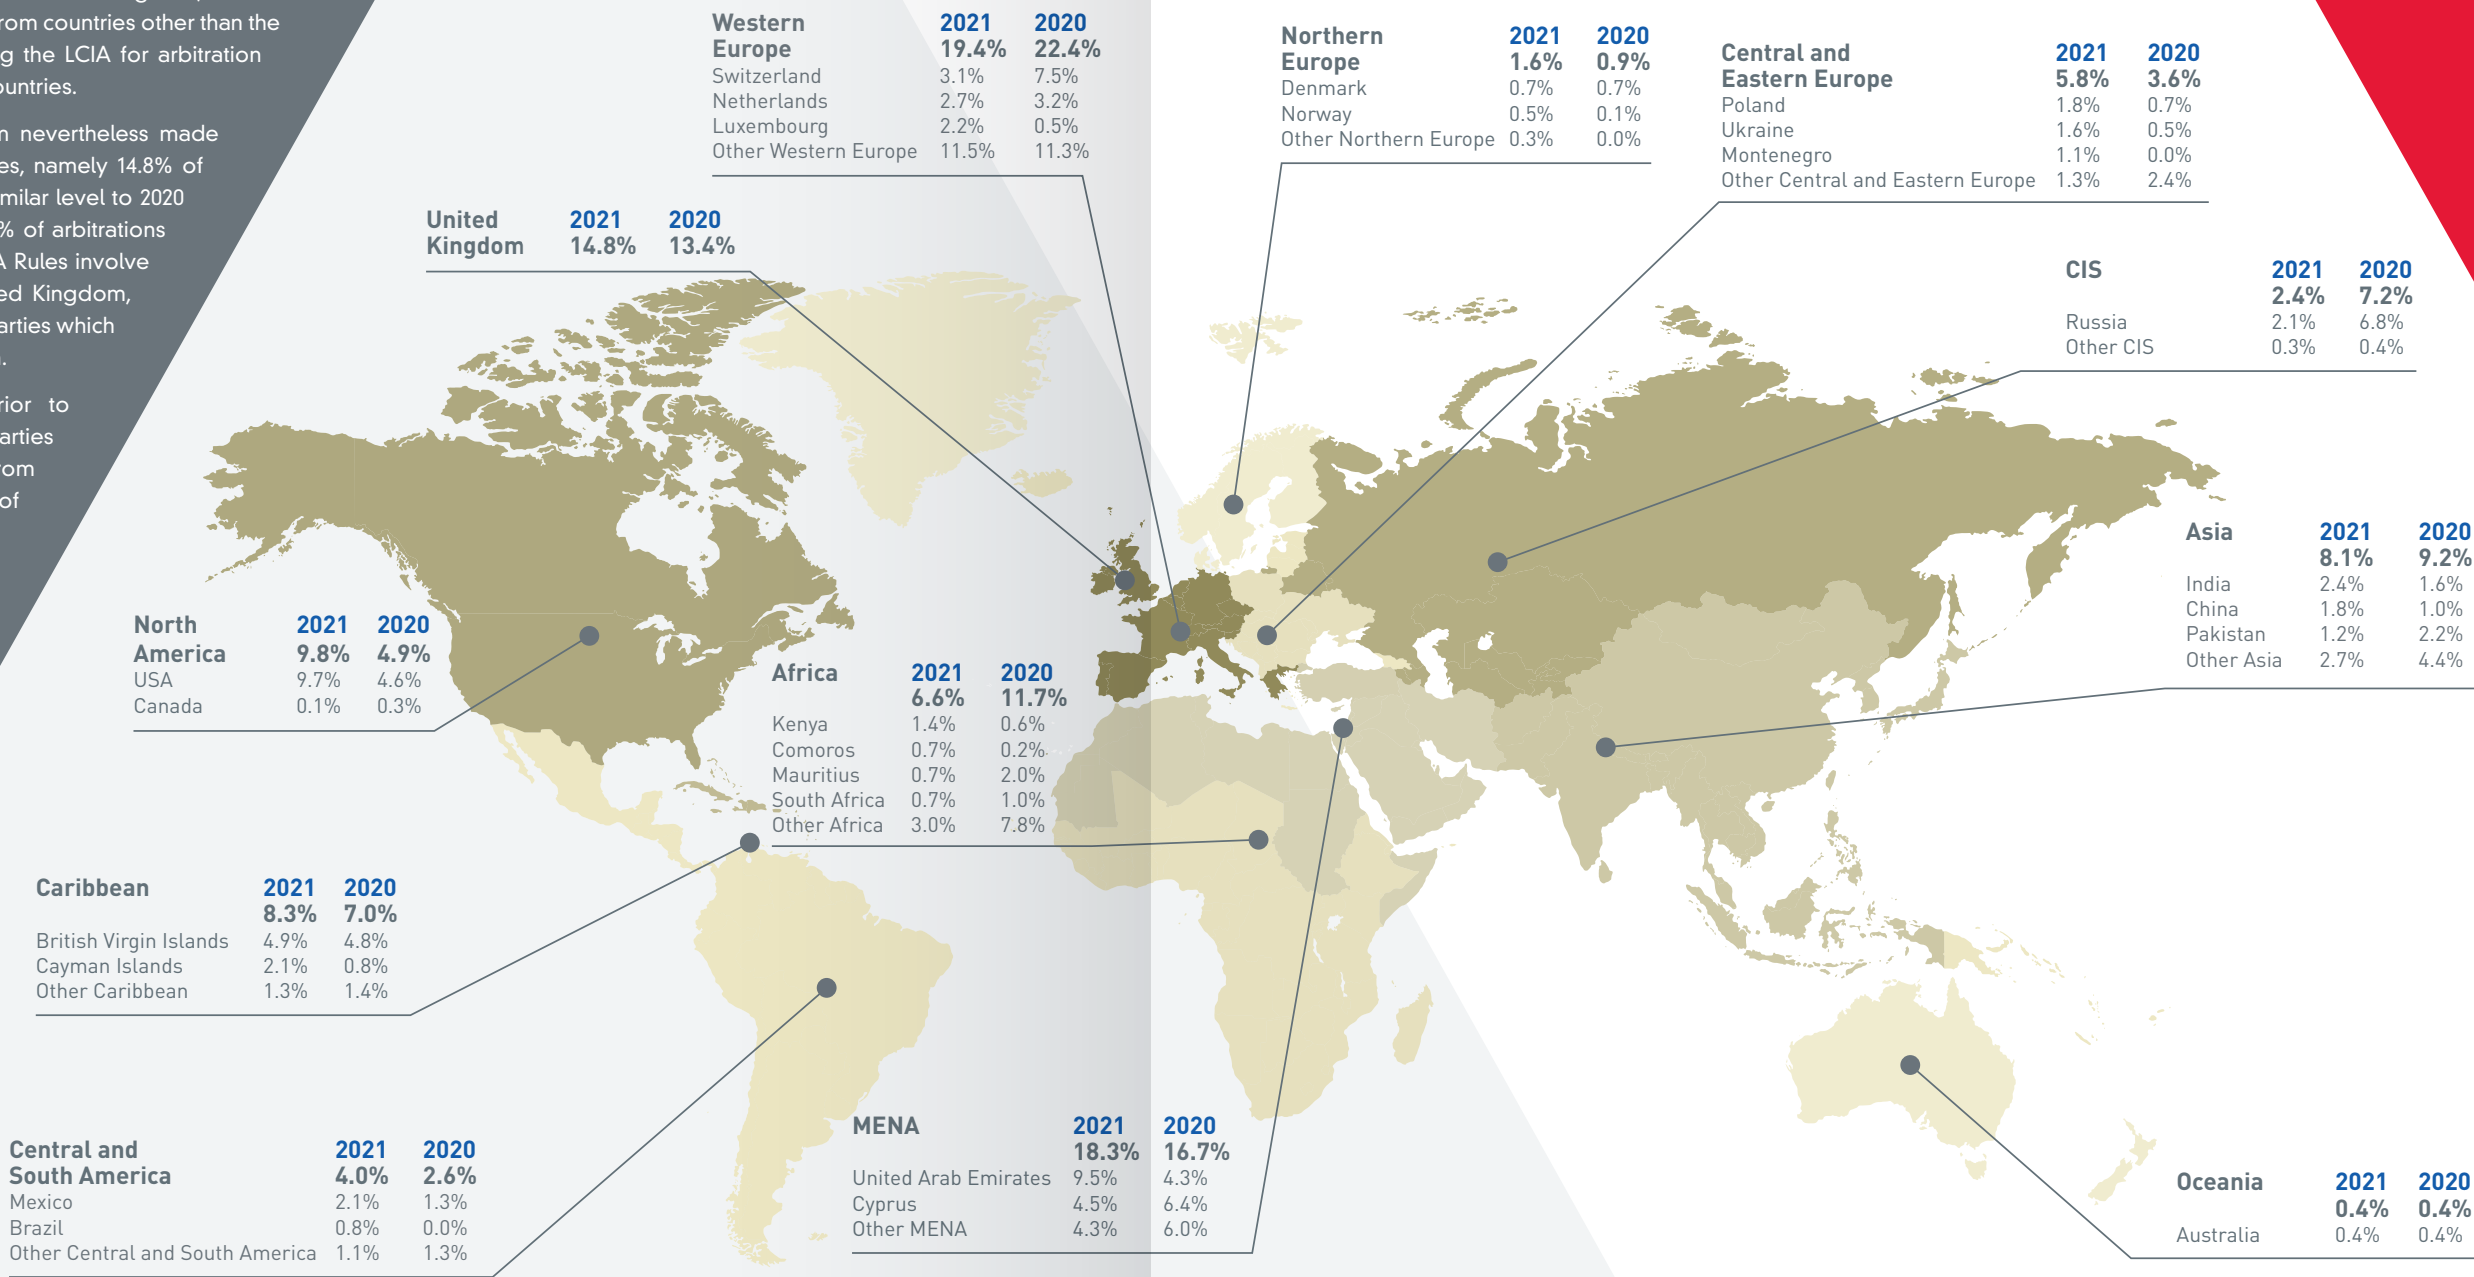 from countries other than the
the LCIA for arbitration
nevertheless made
namely 14.8% of
level to 2020
% of arbitrations
Rules involve
Kingdom,
which
to
of
Western
Europe
2021 2020
19.4% 22.4%
Switzerland 3.1% 7.5%
Netherlands 2.7% 3.2%
Luxembourg 2.2% 0.5%
Other Western Europe 11.5% 11.3%
Northern
Europe
2021 2020
1.6% 0.9%
Denmark 0.7% 0.7%
Norway 0.5% 0.1%
Other Northern Europe 0.3% 0.0%
Central and
Eastern Europe
2021 2020
5.8% 3.6%
Poland 1.8% 0.7%
Ukraine 1.6% 0.5%
Montenegro 1.1% 0.0%
Other Central and Eastern Europe 1.3% 2.4%
United
Kingdom
2021 2020
14.8% 13.4%
CIS 2021 2020
2.4% 7.2%
Russia 2.1% 6.8%
Other CIS 0.3% 0.4%
Asia 2021 2020
8.1% 9.2%
India 2.4% 1.6%
China 1.8% 1.0%
Pakistan 1.2% 2.2%
Other Asia 2.7% 4.4%
North
America
2021 2020
9.8% 4.9%
USA 9.7% 4.6%
Canada 0.1% 0.3%
Africa 2021 2020
6.6% 11.7%
Kenya 1.4% 0.6%
Comoros 0.7% 0.2%
Mauritius 0.7% 2.0%
South Africa 0.7% 1.0%
Other Africa 3.0% 7.8%
Caribbean 2021 2020
8.3% 7.0%
British Virgin Islands 4.9% 4.8%
Cayman Islands 2.1% 0.8%
Other Caribbean 1.3% 1.4%
Central and
South America
2021 2020
4.0% 2.6%
Mexico 2.1% 1.3%
Brazil 0.8% 0.0%
Other Central and South America 1.1% 1.3%
MENA 2021 2020
18.3% 16.7%
United Arab Emirates 9.5% 4.3%
Cyprus 4.5% 6.4%
Other MENA 4.3% 6.0%
Oceania 2021 2020
0.4% 0.4%
Australia 0.4% 0.4%